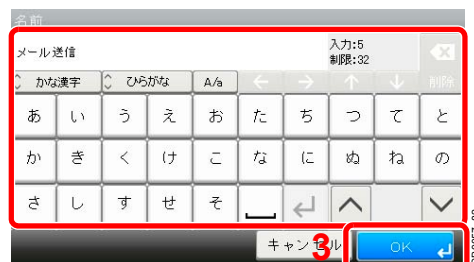 名前
メール送信
入力:5
制限:32
かな漢字 ひらがな A/a ← → ↑ ↓ 削除
あ い う え お た ち つ て と
か き く け こ な に ぬ ね の
さ し す せ そ
キャンセル 3 OK